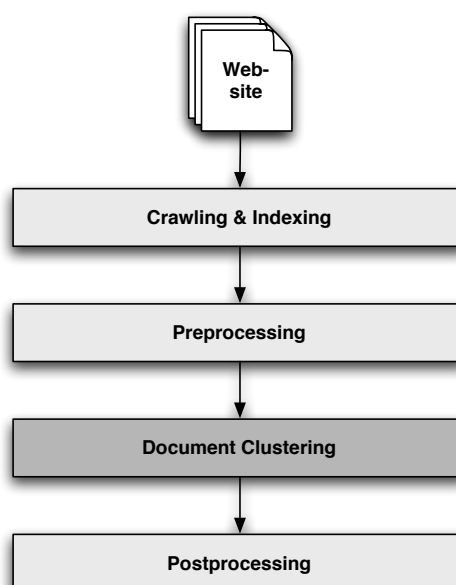 Web-
site
Crawling & Indexing
Preprocessing
Document Clustering
Postprocessing